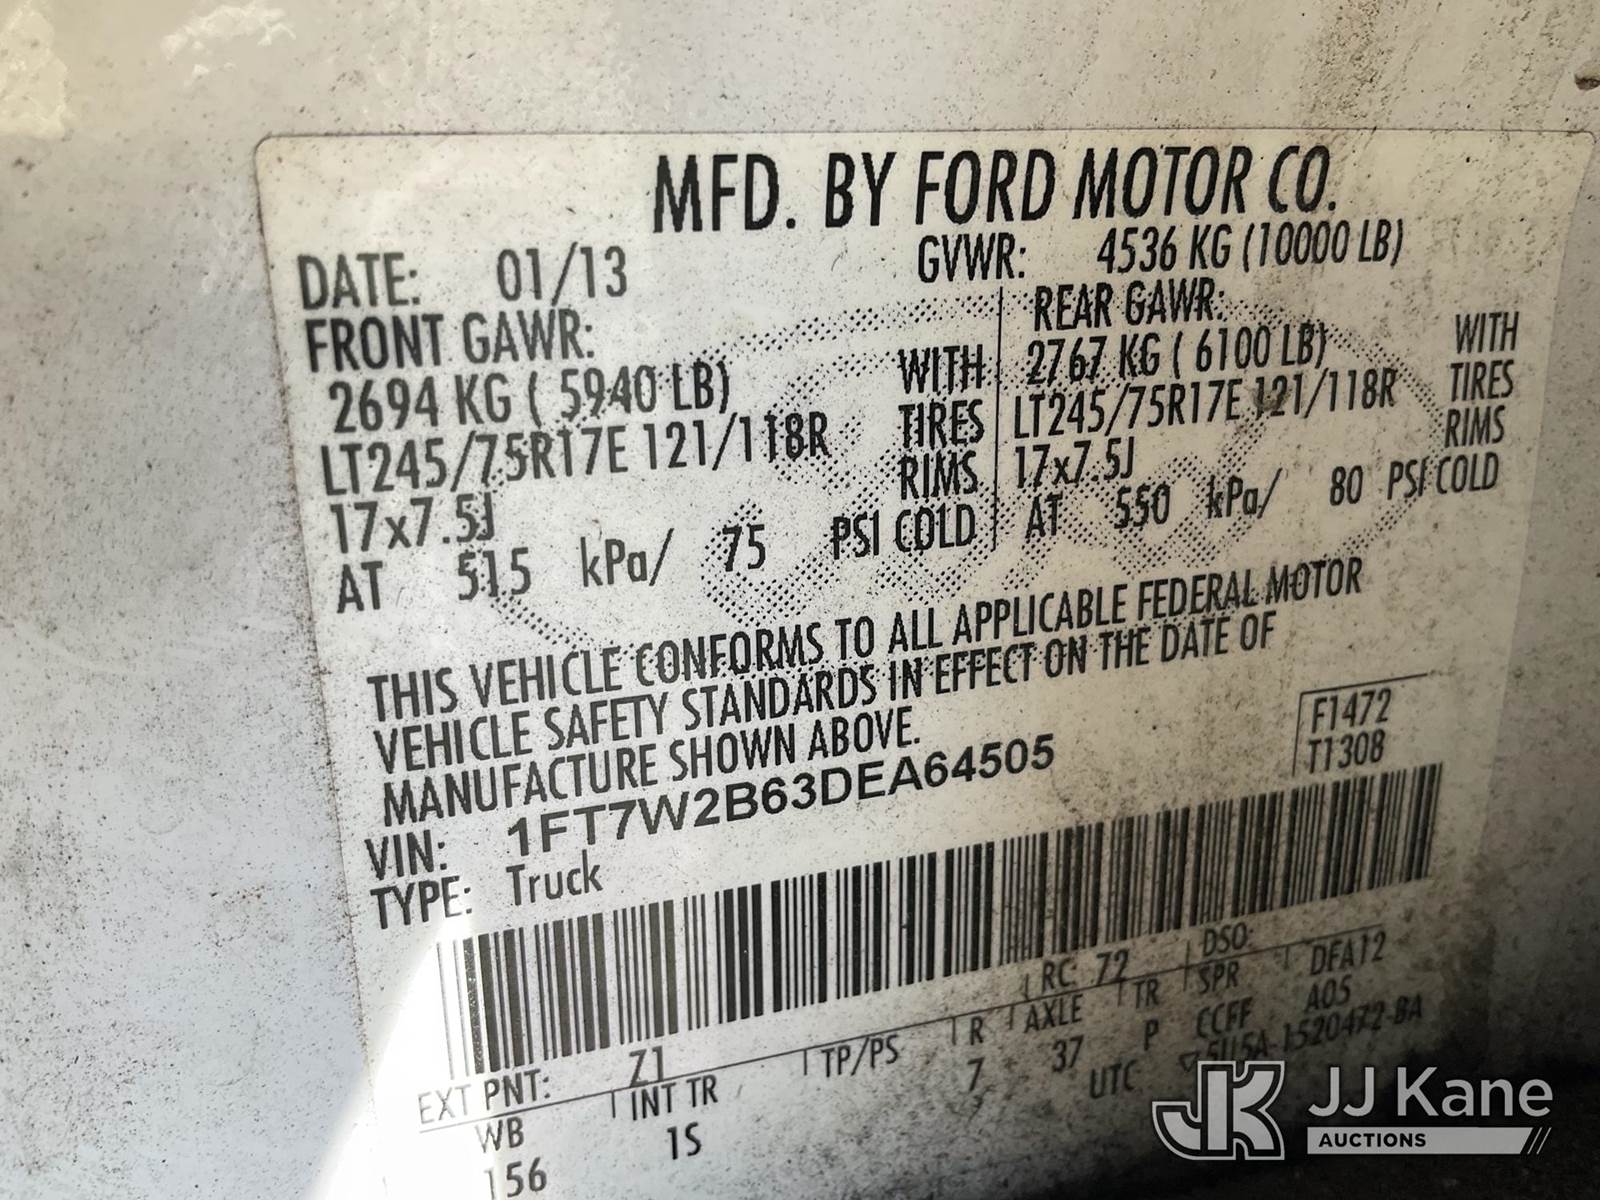 MFD. BY FORD MOTOR CO.
DATE: 01/13 GVWR: 4536 KG (10000 LB)
FRONT GAWR: REAR GAWR:
2694 KG ( 5940 LB) WITH 2767 KG ( 6100 LB) WITH
LT245/75R17E 121/118R TIRES LT245/75R17E 121/118R TIRES
17x7.5J RIMS 17x7.5J RIMS
AT 515 kPa/ 75 PSI COLD AT 550 kPa/ 80 PSI COLD
THIS VEHICLE CONFORMS TO ALL APPLICABLE FEDERAL MOTOR
VEHICLE SAFETY STANDARDS IN EFFECT ON THE DATE OF
MANUFACTURE SHOWN ABOVE.
F1472
T1308
VIN: 1FT7W2B63DEA64505
TYPE: Truck
EXT PNT: Z1 RC: 72 DSO:
WB INT TR TP/PS R AXLE TR SPR DFA12
156 1S 7 37 P CCFF A05
UTC 5U5A-1520472-BA
JK JJ Kane
AUCTIONS